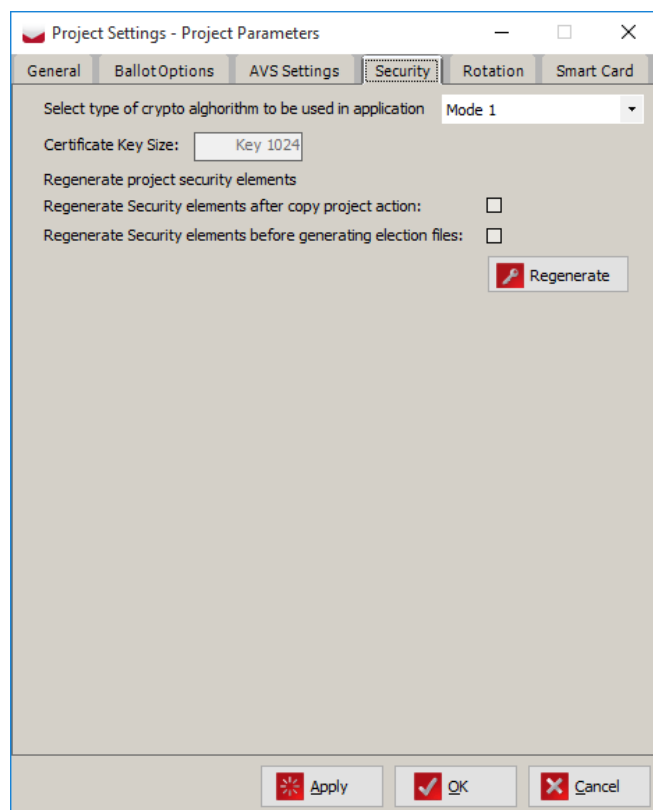 Project Settings - Project Parameters
General Ballot Options AVS Settings Security Rotation Smart Card
Select type of crypto alghorithm to be used in application Mode 1
Certificate Key Size: Key 1024
Regenerate project security elements
Regenerate Security elements after copy project action:
Regenerate Security elements before generating election files:
Regenerate
Apply OK Cancel